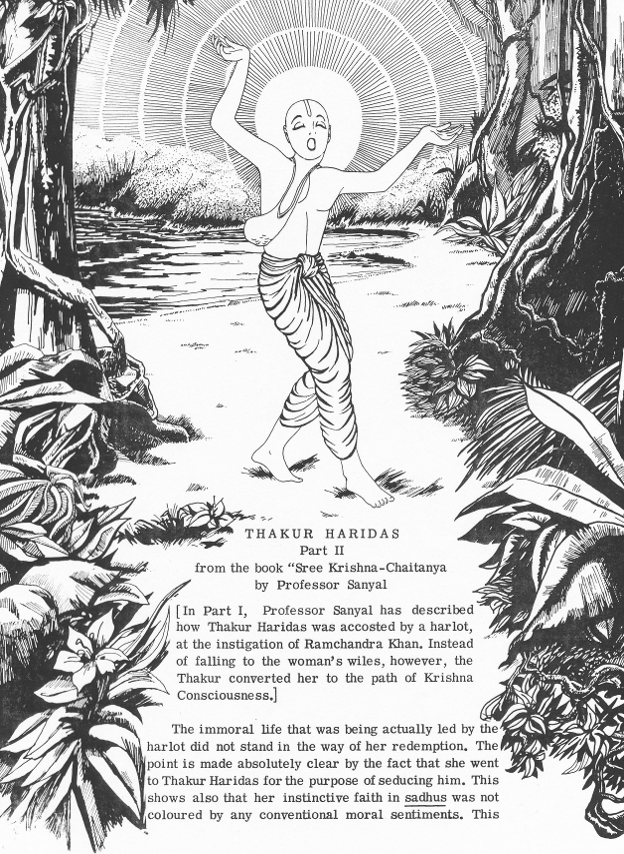 THAKUR HARIDAS
Part II
from the book "Sree Krishna-Chaitanya
by Professor Sanyal
[In Part I, Professor Sanyal has described
how Thakur Haridas was accosted by a harlot,
at the instigation of Ramchandra Khan. Instead
of falling to the woman's wiles, however, the
Thakur converted her to the path of Krishna
Consciousness.]
The immoral life that was being actually led by the
harlot did not stand in the way of her redemption. The
point is made absolutely clear by the fact that she went
to Thakur Haridas for the purpose of seducing him. This
shows also that her instinctive faith in sadhus was not
coloured by any conventional moral sentiments. This